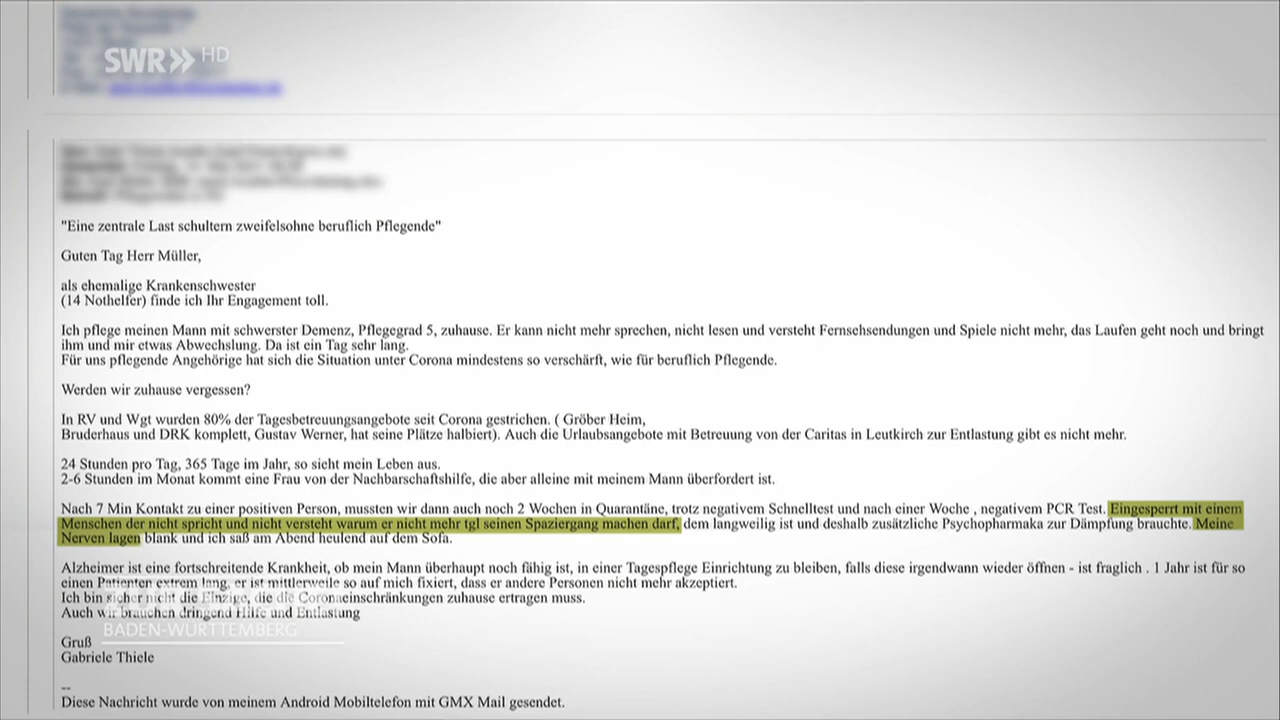 SWR» HD
"Eine zentrale Last schultern zweifelsohne beruflich Pflegende"
Guten Tag Herr Müller,
als ehemalige Krankenschwester
(14 Nothelfer) finde ich Ihr Engagement toll.
Ich pflege meinen Mann mit schwerster Demenz, Pflegegrad 5, zuhause. Er kann nicht mehr sprechen, nicht lesen und versteht Fernsehsendungen und Spiele nicht mehr, das Laufen geht noch und bringt
ihm und mir etwas Abwechslung. Da ist ein Tag sehr lang.
Für uns pflegende Angehörige hat sich die Situation unter Corona mindestens so verschärft, wie für beruflich Pflegende.
Werden wir zuhause vergessen?
In RV und Wgt wurden 80% der Tagesbetreuungsangebote seit Corona gestrichen. ( Gröber Heim,
Bruderhaus und DRK komplett, Gustav Werner, hat seine Plätze halbiert). Auch die Urlaubsangebote mit Betreuung von der Caritas in Leutkirch zur Entlastung gibt es nicht mehr.
24 Stunden pro Tag, 365 Tage im Jahr, so sieht mein Leben aus.
2-6 Stunden im Monat kommt eine Frau von der Nachbarschaftshilfe, die aber alleine mit meinem Mann überfordert ist.
Nach 7 Min Kontakt zu einer positiven Person, mussten wir dann auch noch 2 Wochen in Quarantäne, trotz negativem Schnelltest und nach einer Woche , negativem PCR Test. Eingesperrt mit einem
Menschen der nicht spricht und nicht versteht warum er nicht mehr tgl seinen Spaziergang machen darf, dem langweilig ist und deshalb zusätzliche Psychopharmaka zur Dämpfung brauchte. Meine
Nerven lagen blank und ich saß am Abend heulend auf dem Sofa.
Alzheimer ist eine fortschreitende Krankheit, ob mein Mann überhaupt noch fähig ist, in einer Tagespflege Einrichtung zu bleiben, falls diese irgendwann wieder öffnen - ist fraglich . 1 Jahr ist für so
einen Patienten extrem lang, er ist mittlerweile so auf mich fixiert, dass er andere Personen nicht mehr akzeptiert.
Ich bin sicher nicht die Einzige, die die Coronaeinschränkungen zuhause ertragen muss.
Auch wir brauchen dringend Hilfe und Entlastung
BADEN-WÜRTTEMBERG
Gruß
Gabriele Thiele
--
Diese Nachricht wurde von meinem Android Mobiltelefon mit GMX Mail gesendet.